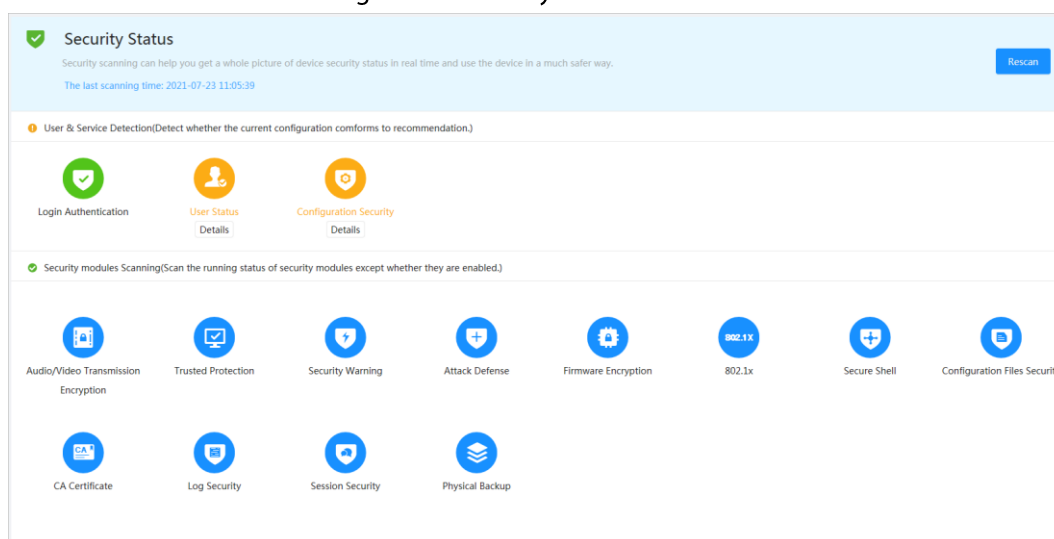 Security Status
Security scanning can help you get a whole picture of device security status in real time and use the device in a much safer way.
Rescan
The last scanning time: 2021-07-23 11:05:39
User & Service Detection(Detect whether the current configuration comforms to recommendation.)
Login Authentication
User Status
Configuration Security
Details
Details
Security modules Scanning(Scan the running status of security modules except whether they are enabled.)
802.1X
Audio/Video Transmission
Encryption
Trusted Protection
Security Warning
Attack Defense
Firmware Encryption
802.1x
Secure Shell
Configuration Files Securit
CA
CA Certificate
Log Security
Session Security
Physical Backup